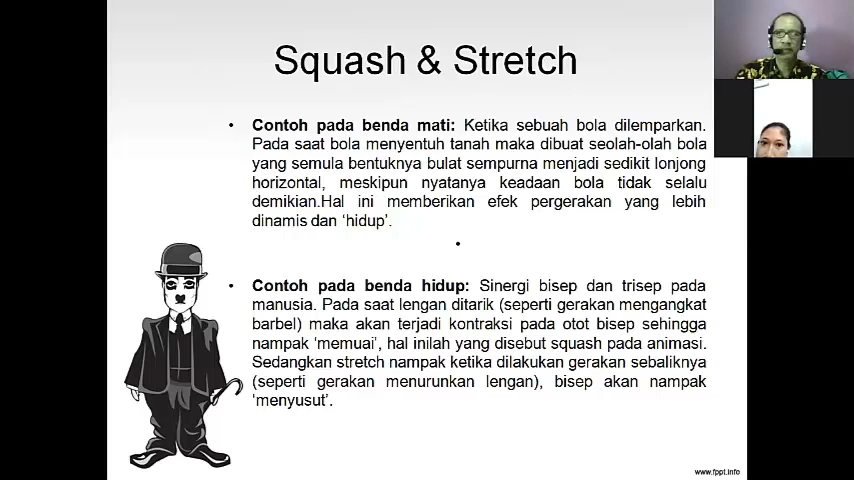 Squash & Stretch
• Contoh pada benda mati: Ketika sebuah bola dilemparkan.
Pada saat bola menyentuh tanah maka dibuat seolah-olah bola
yang semula bentuknya bulat sempurna menjadi sedikit lonjong
horizontal, meskipun nyatanya keadaan bola tidak selalu
demikian.Hal ini memberikan efek pergerakan yang lebih
dinamis dan ‘hidup’.
•
• Contoh pada benda hidup: Sinergi bisep dan trisep pada
manusia. Pada saat lengan ditarik (seperti gerakan mengangkat
barbel) maka akan terjadi kontraksi pada otot bisep sehingga
nampak ‘memuai’, hal inilah yang disebut squash pada animasi.
Sedangkan stretch nampak ketika dilakukan gerakan sebaliknya
(seperti gerakan menurunkan lengan), bisep akan nampak
‘menyusut’.
www.fppt.info